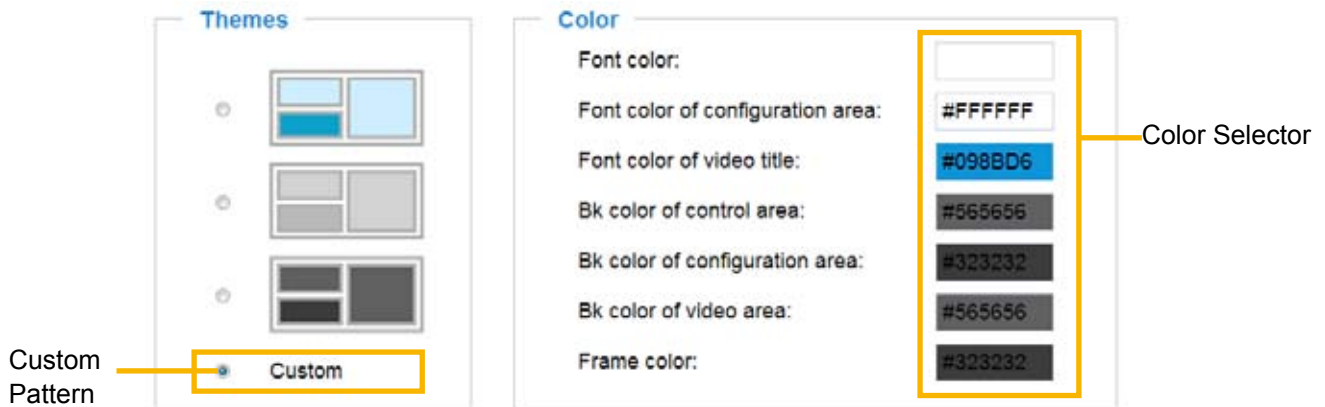 Themes
Custom
Custom
Pattern
Color
Font color:
Font color of configuration area: #FFFFFF
Font color of video title: #098BD6
Bk color of control area: #565656
Bk color of configuration area: #323232
Bk color of video area: #565656
Frame color: #323232
Color Selector